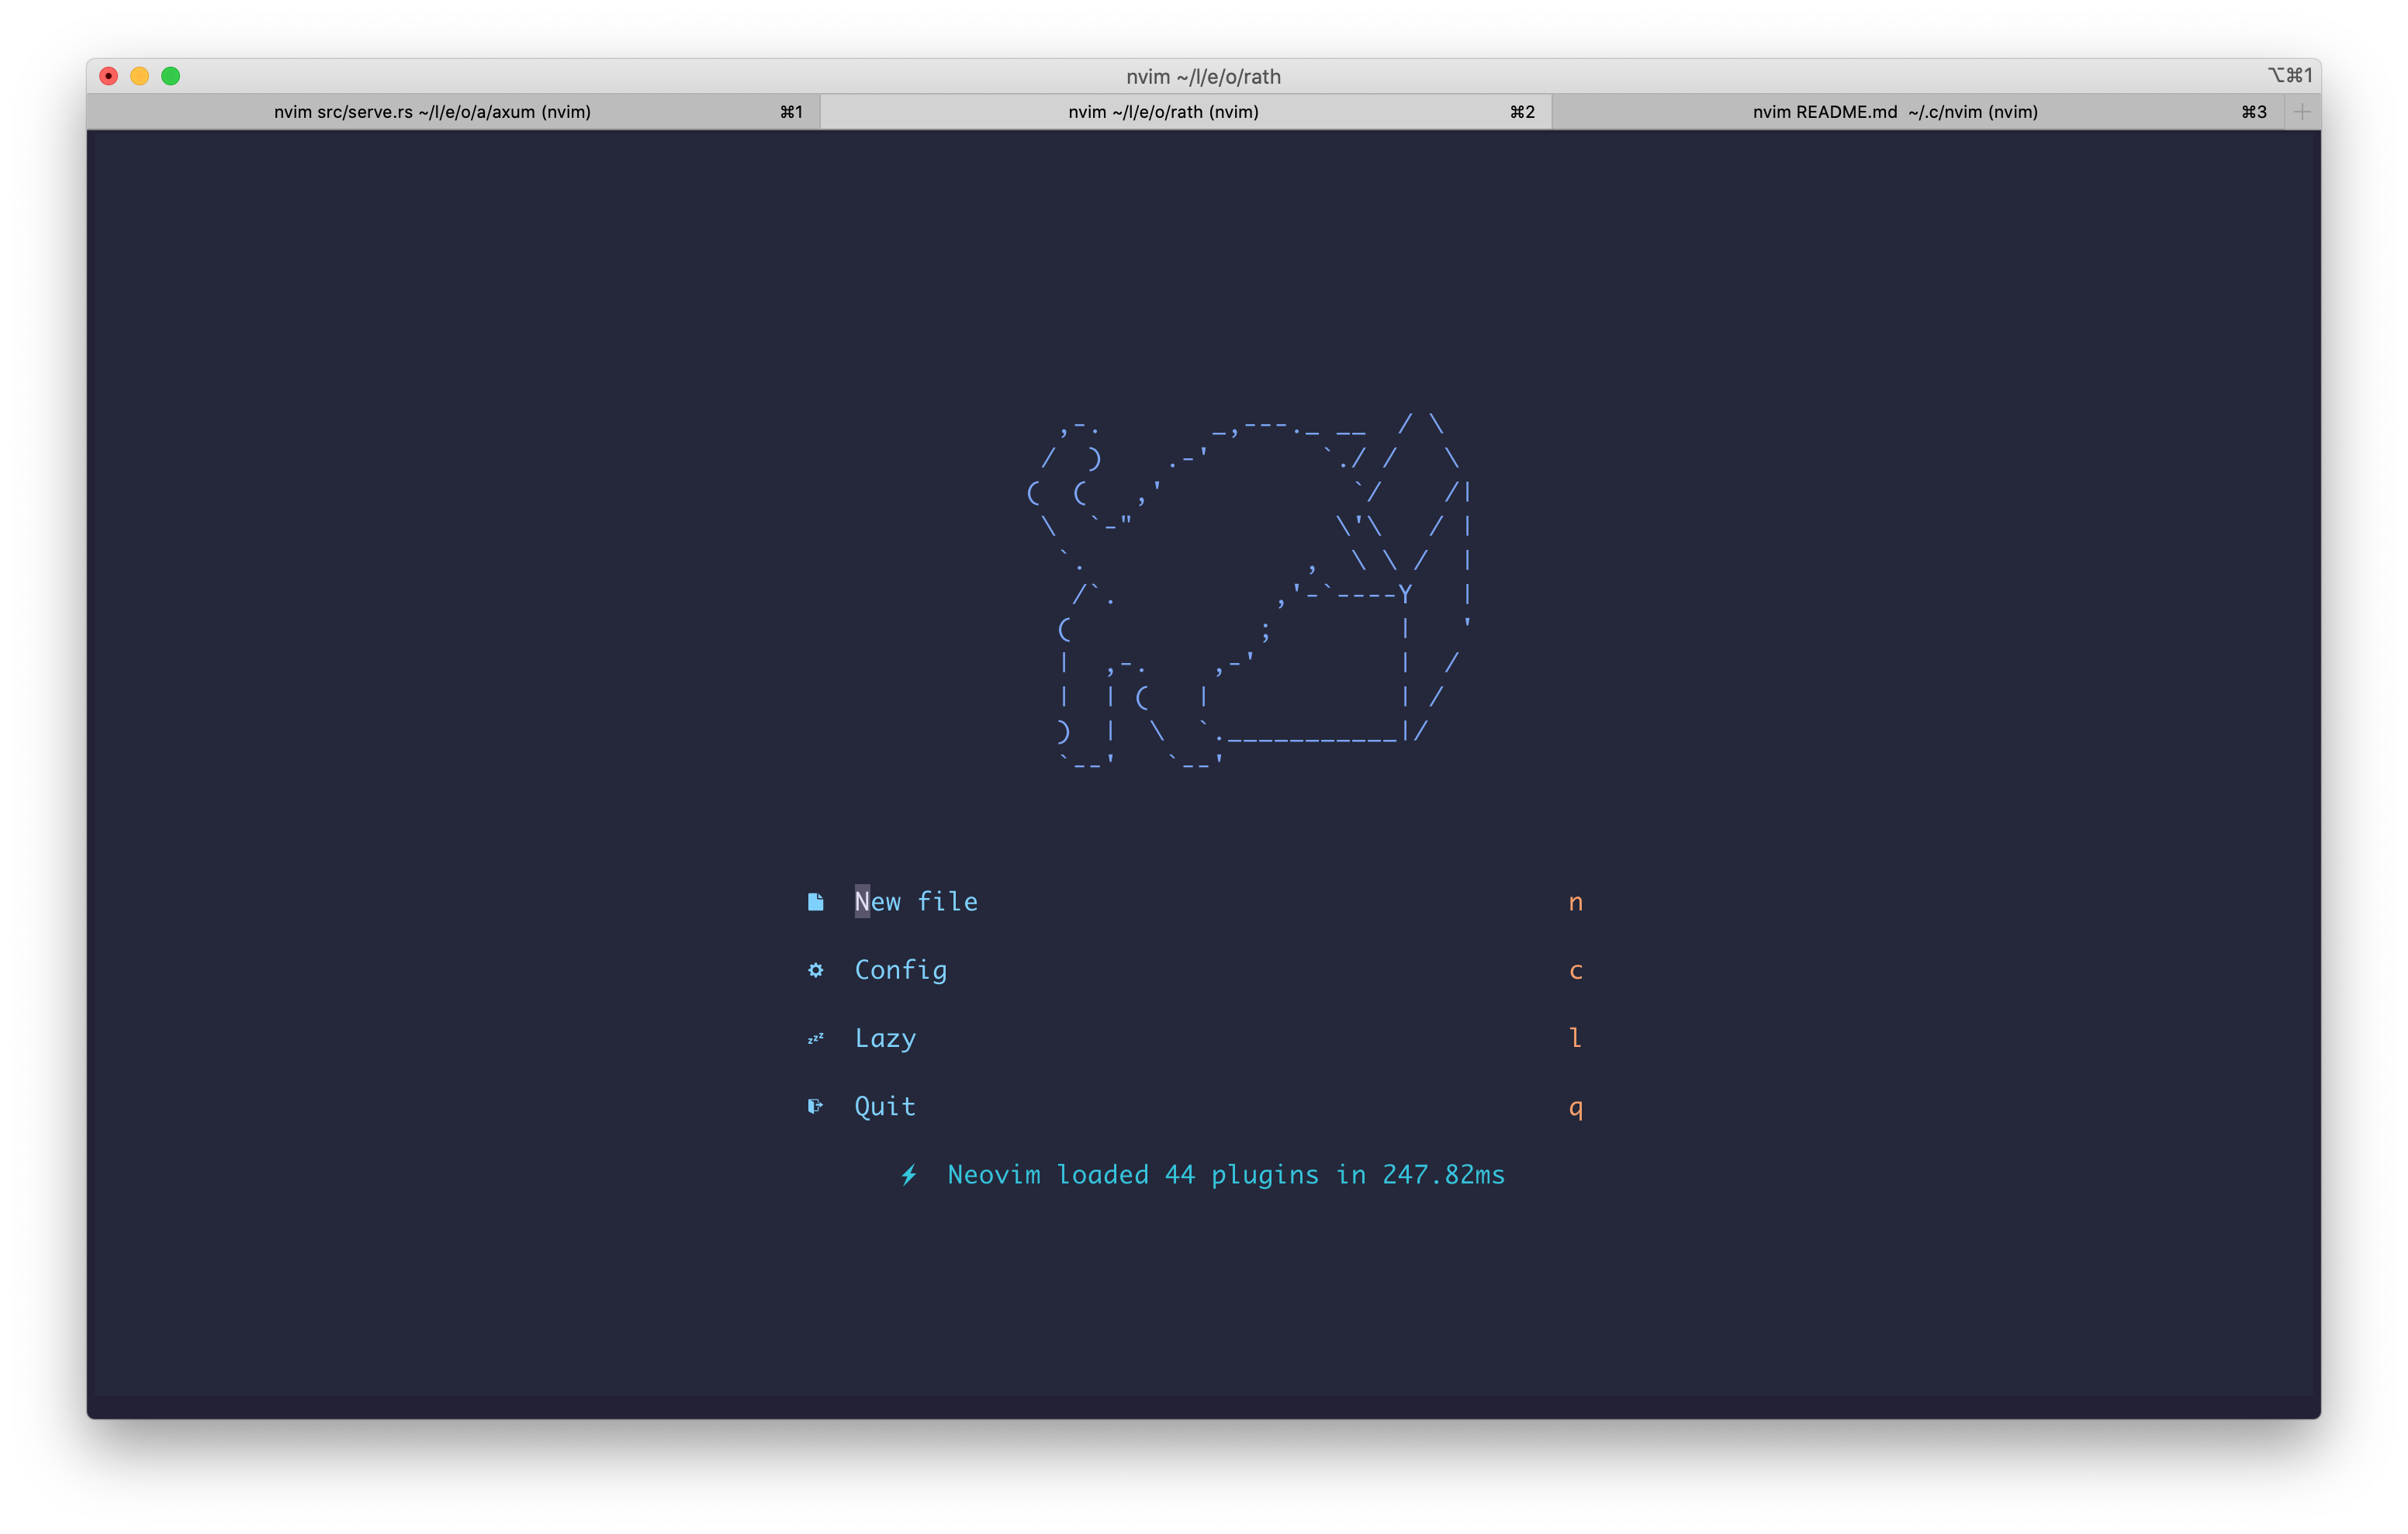 nvim ~/l/e/o/rath ⌥⌘1
nvim src/serve.rs ~/l/e/o/a/axum (nvim) ⌘1 nvim ~/l/e/o/rath (nvim) ⌘2 nvim README.md ~/.c/nvim (nvim) ⌘3
New file n
Config c
Lazy l
Quit q
Neovim loaded 44 plugins in 247.82ms